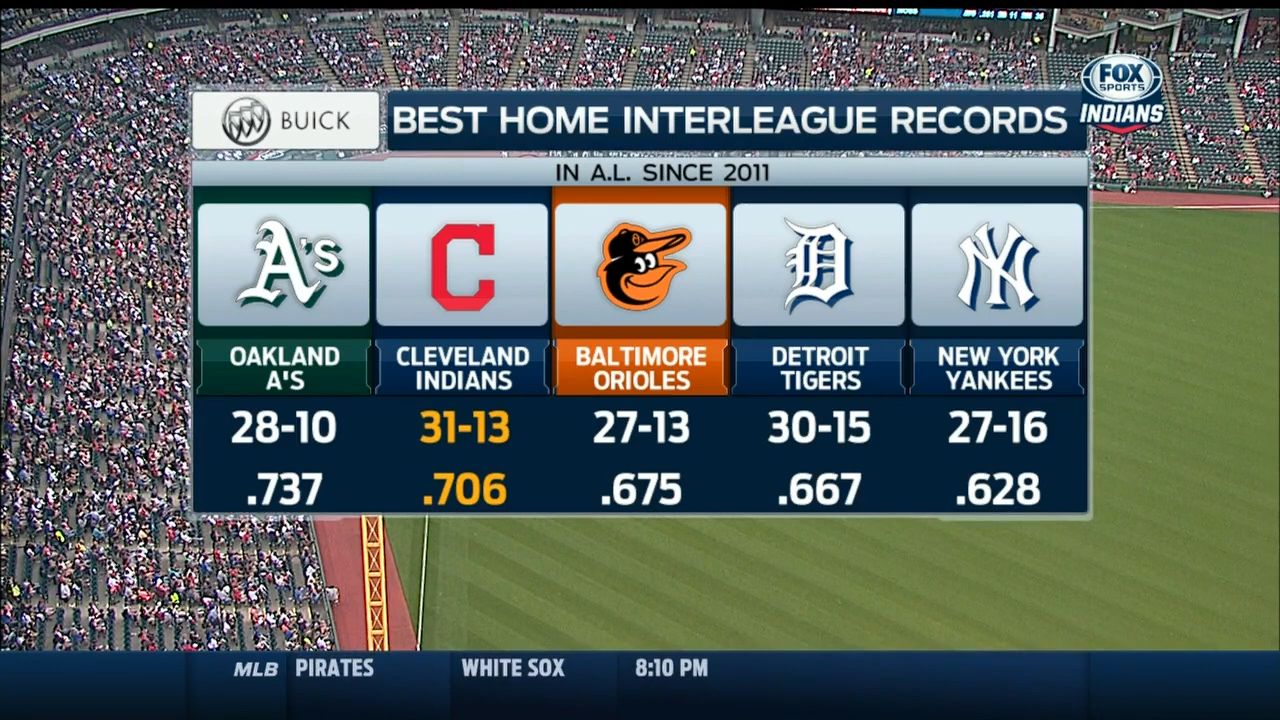 BUICK
BEST HOME INTERLEAGUE RECORDS
FOX
SPORTS
INDIANS
IN A.L. SINCE 2011
A's
C
D
NY
OAKLAND A'S
CLEVELAND INDIANS
BALTIMORE ORIOLES
DETROIT TIGERS
NEW YORK YANKEES
28-10 31-13 27-13 30-15 27-16
.737 .706 .675 .667 .628
MLB PIRATES WHITE SOX 8:10 PM